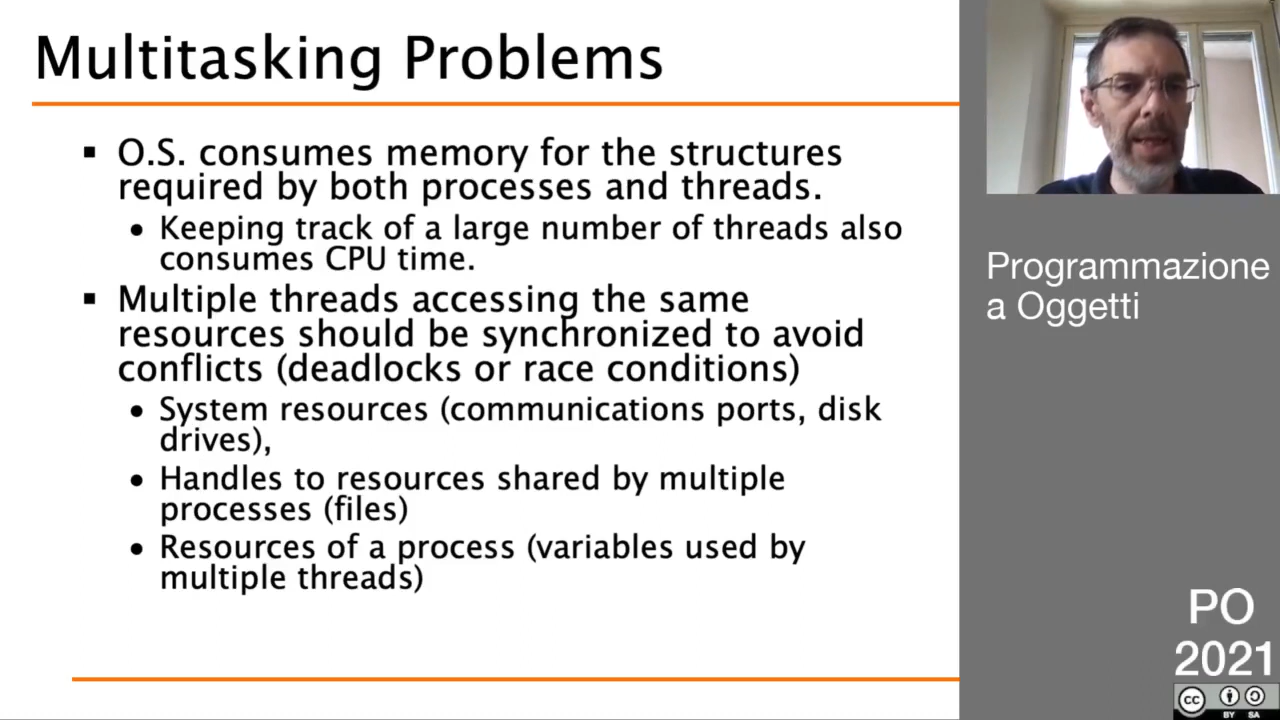 Multitasking Problems
▪ O.S. consumes memory for the structures
required by both processes and threads.
• Keeping track of a large number of threads also
consumes CPU time.
▪ Multiple threads accessing the same
resources should be synchronized to avoid
conflicts (deadlocks or race conditions)
• System resources (communications ports, disk
drives),
• Handles to resources shared by multiple
processes (files)
• Resources of a process (variables used by
multiple threads)
Programmazione
a Oggetti
PO
2021
cc
BY SA